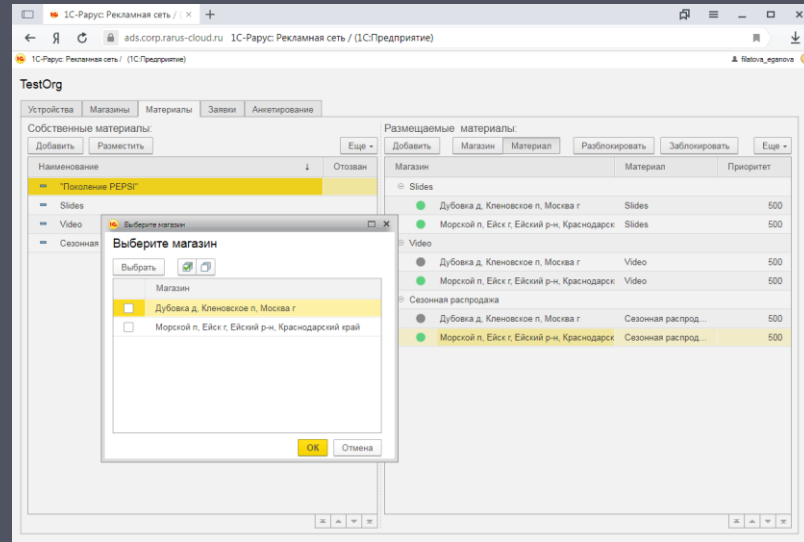 1С-Рарус: Рекламная сеть / (
ads.corp.rarus-cloud.ru 1С-Рарус: Рекламная сеть / (1С:Предприятие)
1С-Рарус: Рекламная сеть / (1С:Предприятие)
filatova_eganova
TestOrg
Устройства Магазины Материалы Заявки Анкетирование
Собственные материалы:
Добавить Разместить Еще
Наименование Отозван
"Поколение PEPSI"
Slides
Video
Сезонная
Размещаемые материалы:
Добавить Магазин Материал Разблокировать Заблокировать Еще
Магазин Материал Приоритет
Slides
Дубовка д, Кленовское п, Москва г Slides 500
Морской п, Ейск г, Ейский р-н, Краснодарск Slides 500
Video
Дубовка д, Кленовское п, Москва г Video 500
Морской п, Ейск г, Ейский р-н, Краснодарск Video 500
Сезонная распродажа
Дубовка д, Кленовское п, Москва г Сезонная распрод... 500
Морской п, Ейск г, Ейский р-н, Краснодарск Сезонная распрод... 500
Выберите магазин
Выберите магазин
Выбрать
Магазин
Дубовка д, Кленовское п, Москва г
Морской п, Ейск г, Ейский р-н, Краснодарский край
ОК Отмена